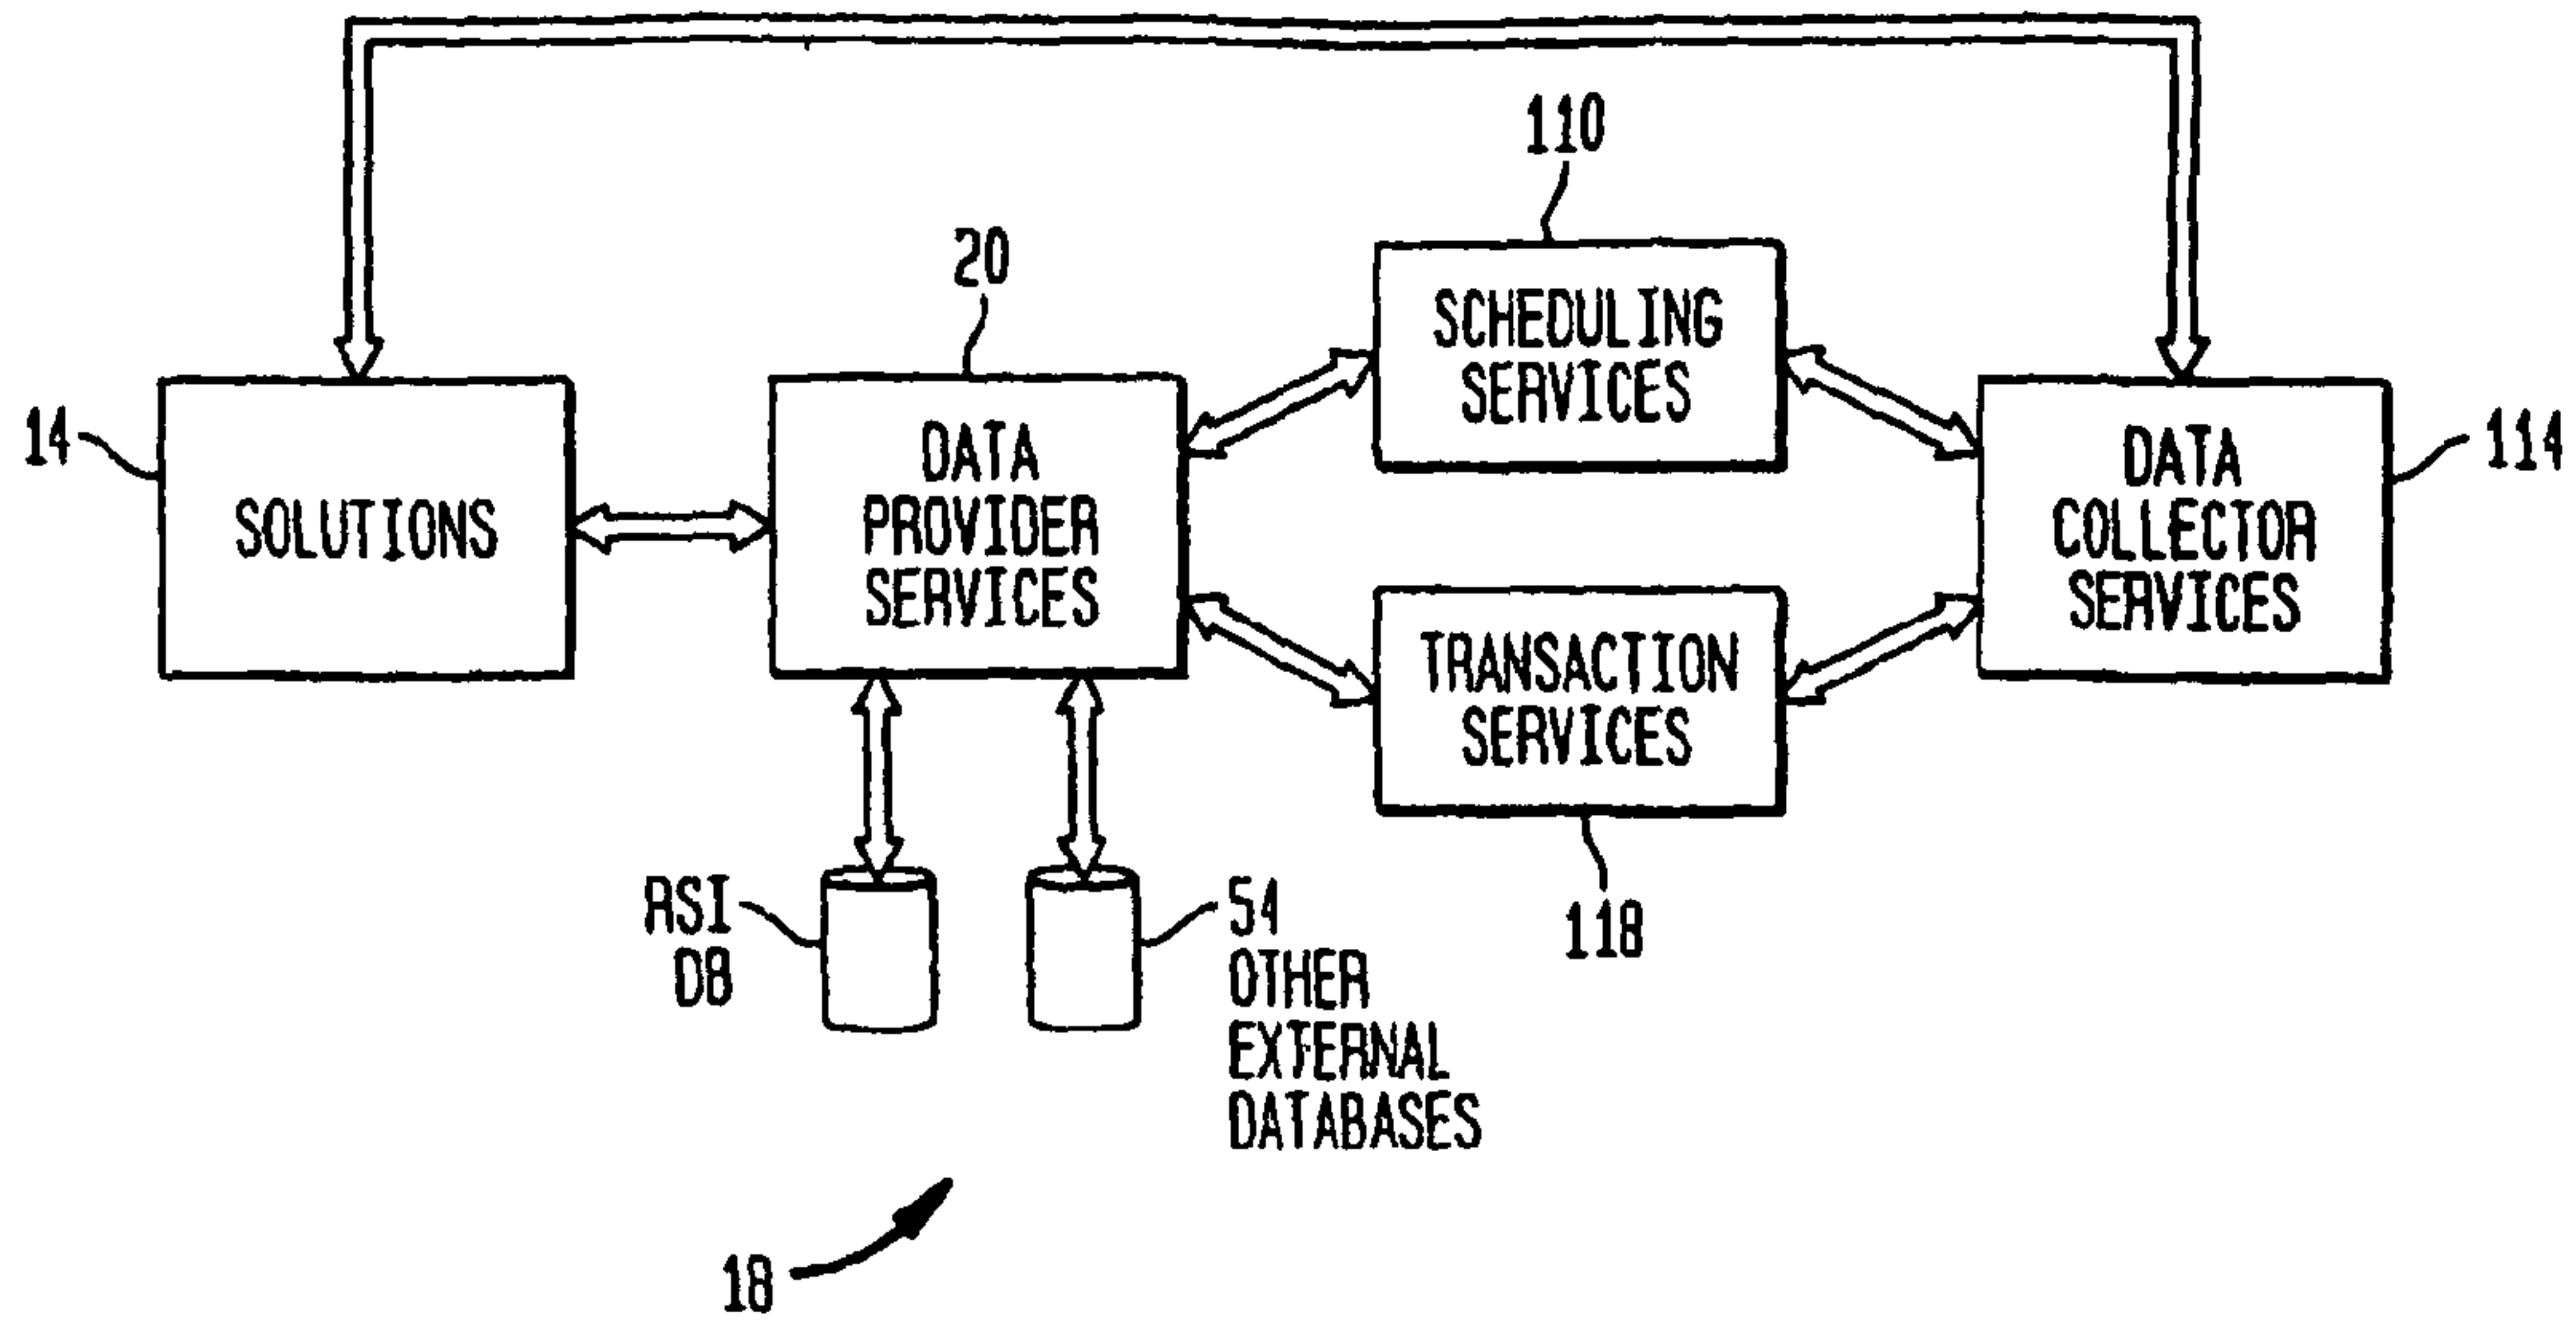 110
20
SCHEDULING
SERVICES
14
SOLUTIONS
DATA
PROVIDER
SERVICES
DATA
COLLECTOR
SERVICES
114
TRANSACTION
SERVICES
118
RSI
DB
54
OTHER
EXTERNAL
DATABASES
18